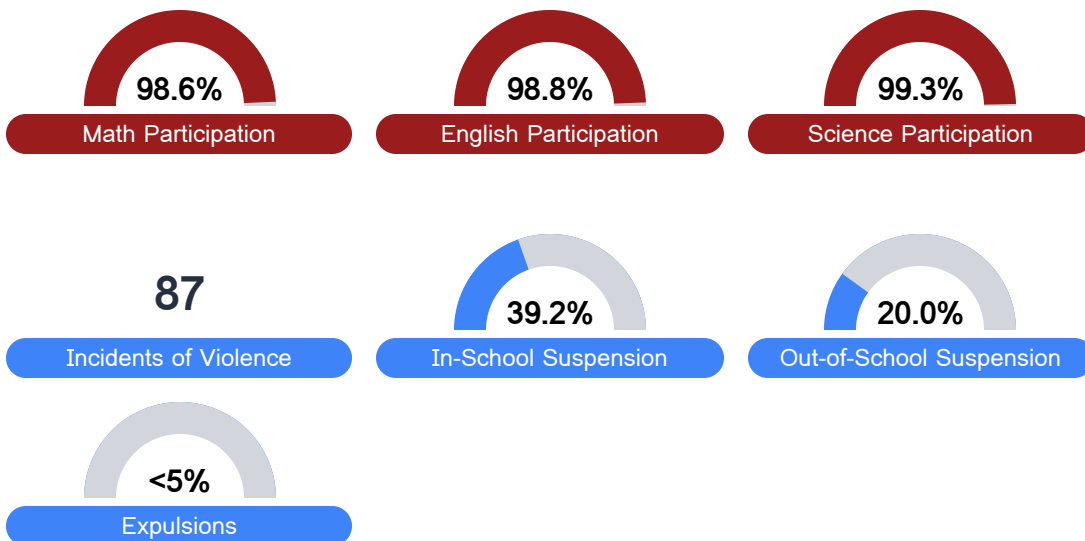 98.6%
Math Participation
98.8%
English Participation
99.3%
Science Participation
87
Incidents of Violence
39.2%
In-School Suspension
20.0%
Out-of-School Suspension
<5%
Expulsions